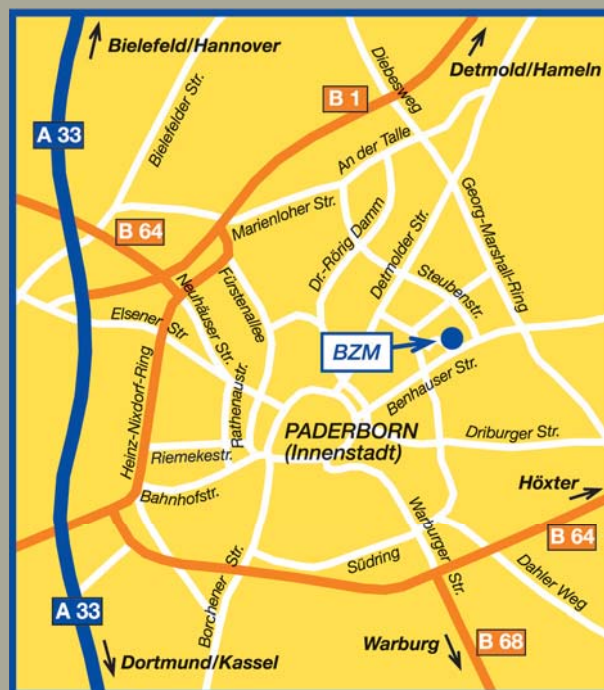 Bielefeld/Hannover
Detmold/Hameln
Diebesweg
B 1
A 33
Bielefelder Str.
An der Talle
Georg-Marshall-Ring
Marienloher Str.
B 64
Dr.-Rörig Damm
Detmolder Str.
Steubenstr.
Neuhäuser Str.
Fürstenallee
Elsener Str
BZM
Benhauser Str.
Heinz-Nixdorf-Ring
Rathenaustr.
PADERBORN
(Innenstadt)
Driburger Str.
Riemekestr.
Bahnhofstr.
Höxter
Warburger Str.
B 64
Südring
Dahler Weg
Borchener Str.
A 33
Warburg
B 68
Dortmund/Kassel